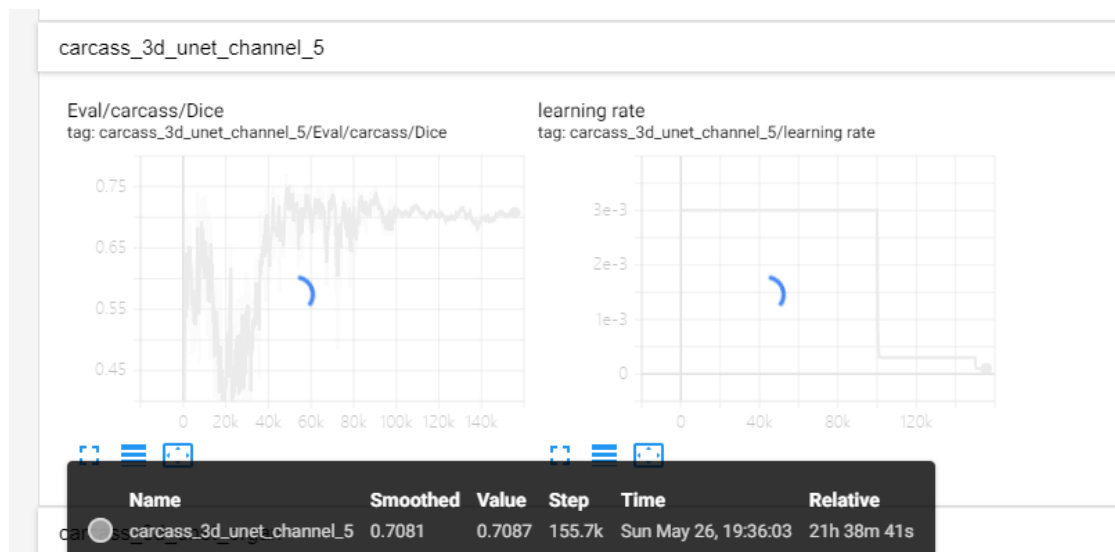 carcass_3d_unet_channel_5
Eval/carcass/Dice
tag: carcass_3d_unet_channel_5/Eval/carcass/Dice
0.75
0.65
0.55
0.45
0 20k 40k 60k 80k 100k 120k 140k
learning rate
tag: carcass_3d_unet_channel_5/learning rate
3e-3
2e-3
1e-3
0
0 40k 80k 120k
Name Smoothed Value Step Time Relative
carcass_3d_unet_channel_5 0.7081 0.7087 155.7k Sun May 26, 19:36:03 21h 38m 41s